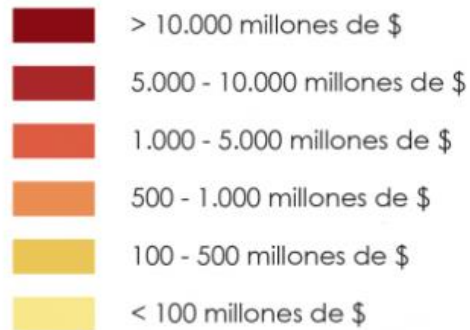 > 10.000 millones de $
5.000 - 10.000 millones de $
1.000 - 5.000 millones de $
500 - 1.000 millones de $
100 - 500 millones de $
< 100 millones de $